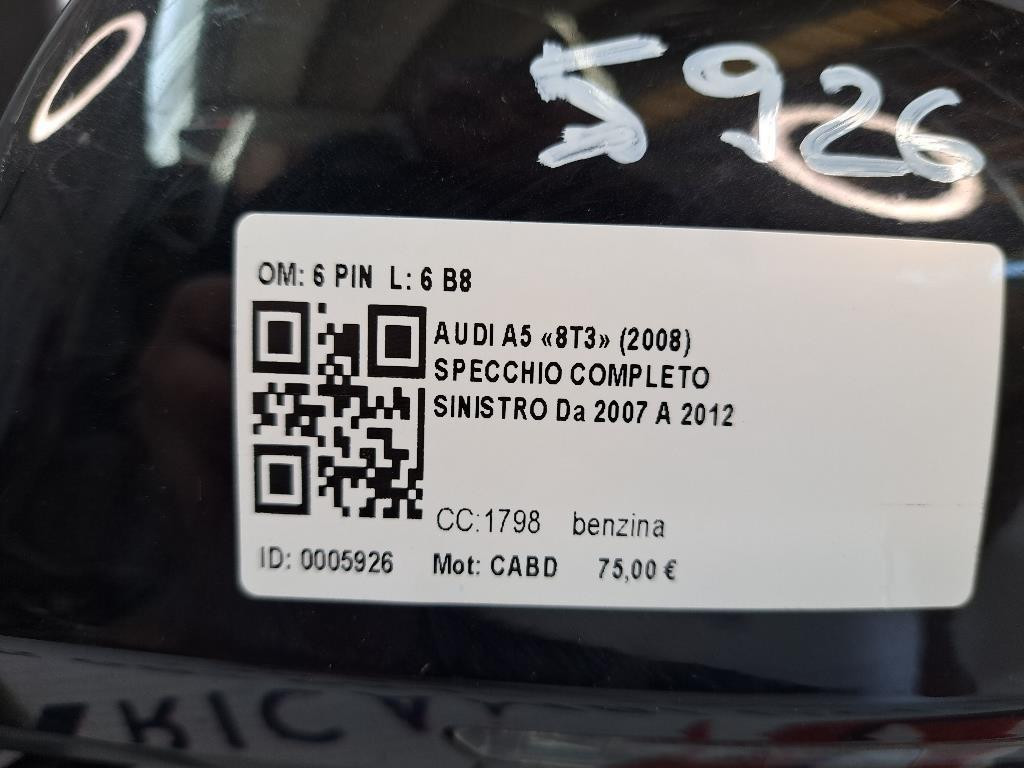 5926
OM: 6 PIN L: 6 B8
AUDI A5 «8T3» (2008)
SPECCHIO COMPLETO
SINISTRO Da 2007 A 2012
CC:1798 benzina
ID: 0005926 Mot: CABD 75,00 €